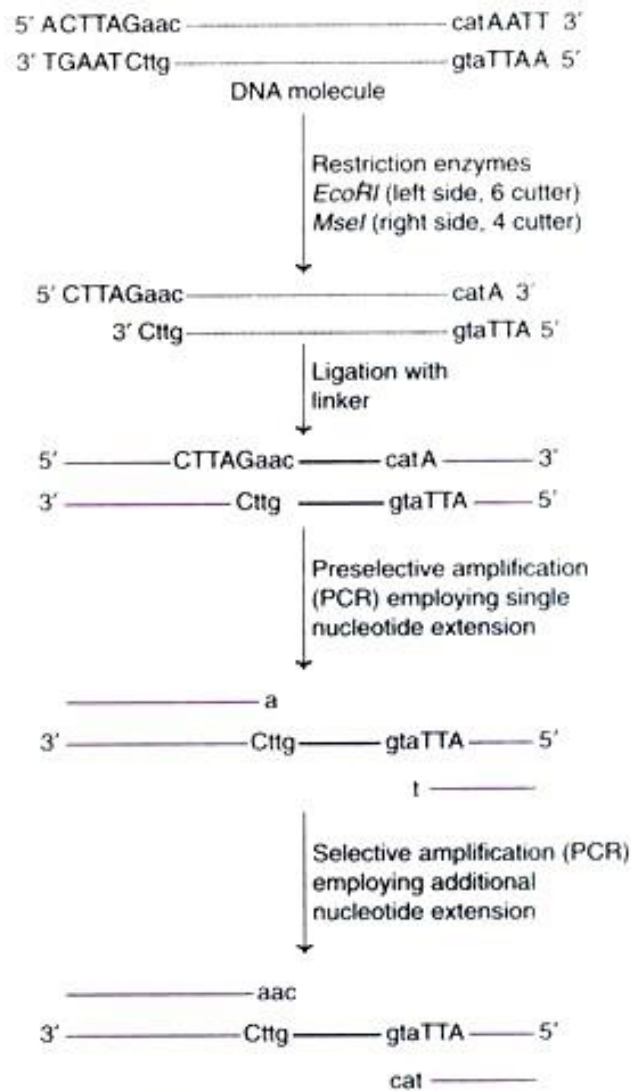 5′ ACTTAGaac catAATT 3′
3′ TGAATCttg gtaTTAA 5′
DNA molecule
Restriction enzymes
EcoRI (left side, 6 cutter)
MseI (right side, 4 cutter)
5′ CTTAGaac catA 3′
3′ Cttg gtaTTA 5′
Ligation with
linker
5′ CTTAGaac catA 3′
3′ Cttg gtaTTA 5′
Preselective amplification
(PCR) employing single
nucleotide extension
a
3′ Cttg gtaTTA 5′
t
Selective amplification (PCR)
employing additional
nucleotide extension
aac
3′ Cttg gtaTTA 5′
cat